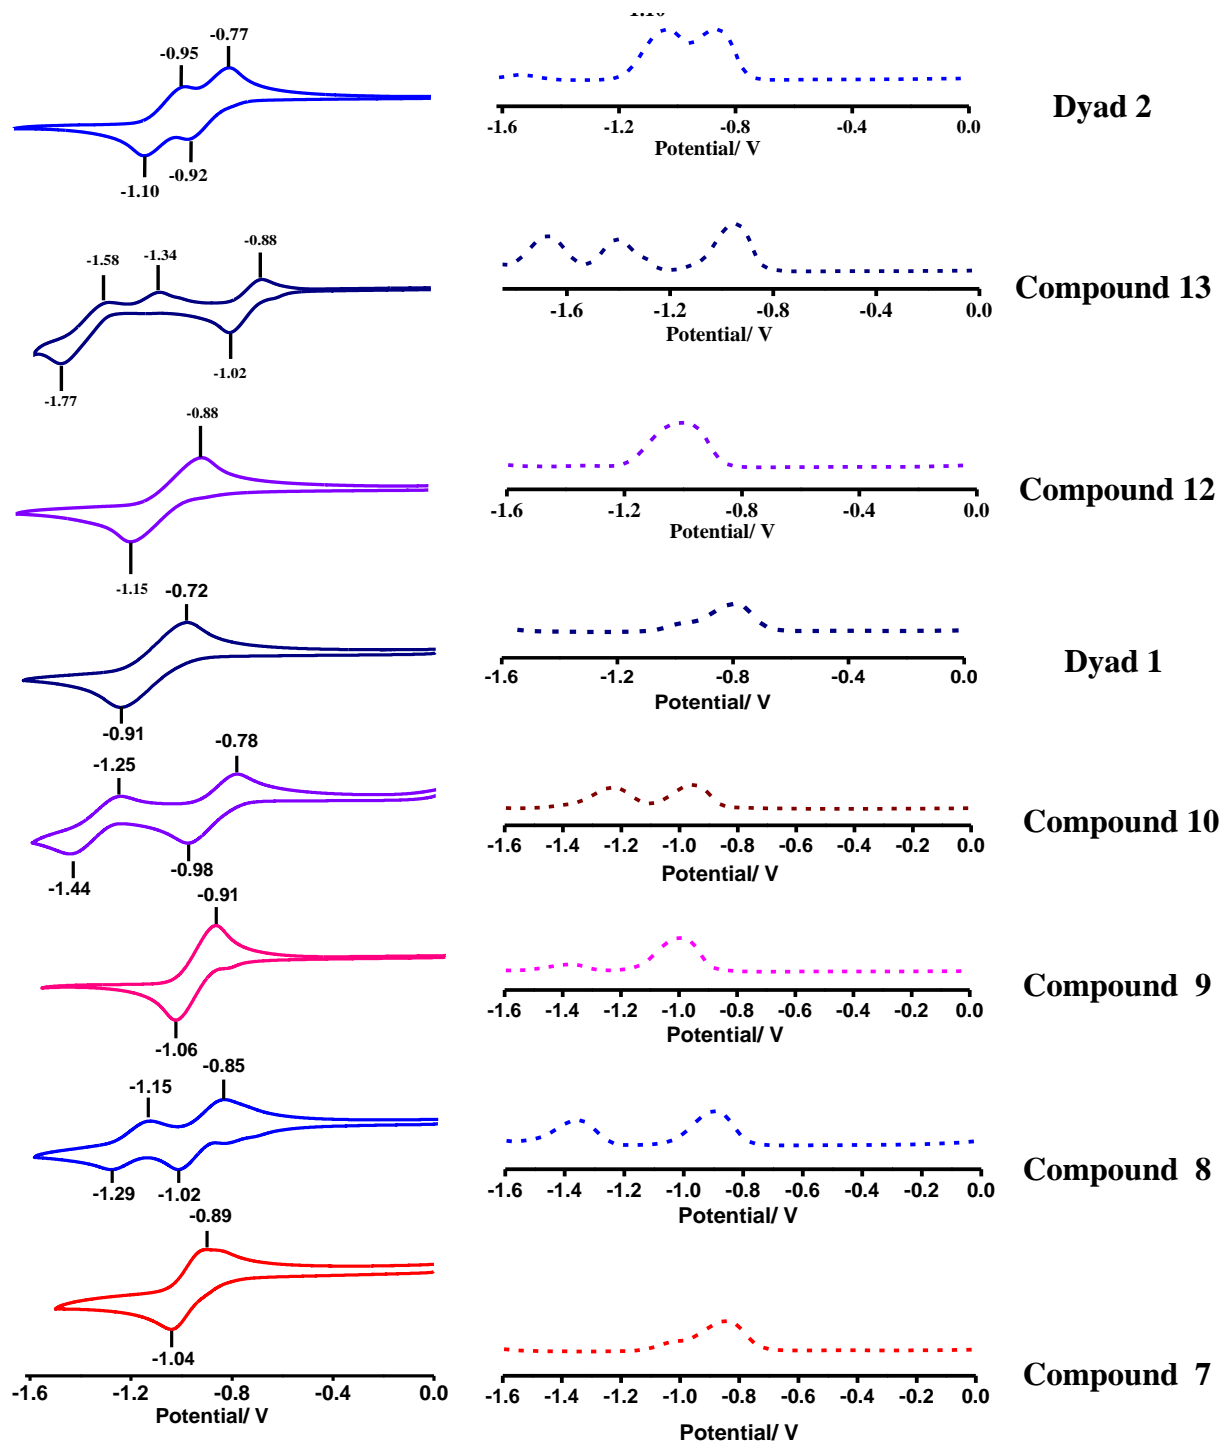 1.10
-0.77
-0.95
-1.10
-0.92
-1.6 -1.2 -0.8 -0.4 0.0
Potential/ V
Dyad 2
-1.58
-1.34
-0.88
-1.02
-1.77
-1.6 -1.2 -0.8 -0.4 0.0
Potential/ V
Compound 13
-0.88
-1.15
-1.6 -1.2 -0.8 -0.4 0.0
Potential/ V
Compound 12
-0.72
-0.91
-1.6 -1.2 -0.8 -0.4 0.0
Potential/ V
Dyad 1
-1.25
-0.78
-0.98
-1.44
-1.6 -1.4 -1.2 -1.0 -0.8 -0.6 -0.4 -0.2 0.0
Potential/ V
Compound 10
-0.91
-1.06
-1.6 -1.4 -1.2 -1.0 -0.8 -0.6 -0.4 -0.2 0.0
Potential/ V
Compound 9
-1.15
-0.85
-1.29
-1.02
-1.6 -1.4 -1.2 -1.0 -0.8 -0.6 -0.4 -0.2 0.0
Potential/ V
Compound 8
-0.89
-1.04
-1.6 -1.2 -0.8 -0.4 0.0
Potential/ V
-1.6 -1.4 -1.2 -1.0 -0.8 -0.6 -0.4 -0.2 0.0
Potential/ V
Compound 7